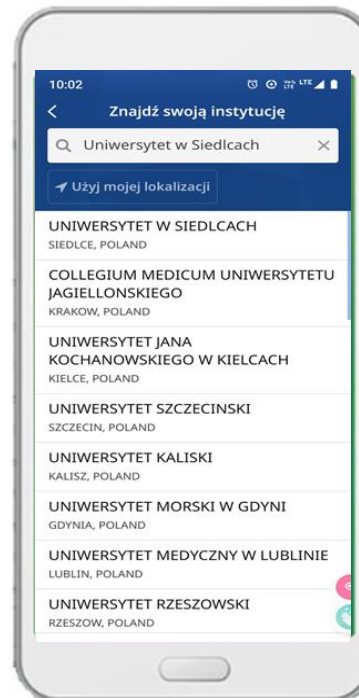 10:02
VoLTE LTE
Znajdź swoją instytucję
Uniwersytet w Siedlcach
Użyj mojej lokalizacji
UNIWERSYTET W SIEDLCACH
SIEDLCE, POLAND
COLLEGIUM MEDICUM UNIWERSYTETU
JAGIELLONSKIEGO
KRAKOW, POLAND
UNIWERSYTET JANA
KOCHANOWSKIEGO W KIELCACH
KIELCE, POLAND
UNIWERSYTET SZCZECINSKI
SZCZECIN, POLAND
UNIWERSYTET KALISKI
KALISZ, POLAND
UNIWERSYTET MORSKI W GDYNI
GDYNIA, POLAND
UNIWERSYTET MEDYCZNY W LUBLINIE
LUBLIN, POLAND
UNIWERSYTET RZESZOWSKI
RZESZOW, POLAND